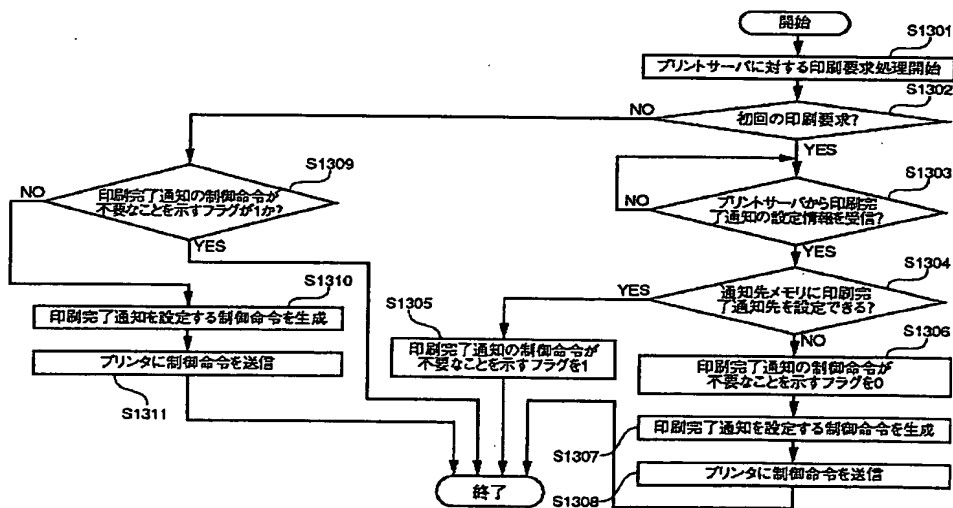 開始
S1301
プリントサーバに対する印刷要求処理開始
S1302
初回の印刷要求?
NO
YES
S1303
プリントサーバから印刷完
了通知の設定情報を受信?
NO
YES
S1304
通知先メモリに印刷完
了通知先を設定できる?
YES
NO
S1305
印刷完了通知の制御命令が
不要なことを示すフラグを1
S1306
印刷完了通知の制御命令が
不要なことを示すフラグを0
印刷完了通知を設定する制御命令を生成
S1307
プリンタに制御命令を送信
S1308
S1309
印刷完了通知の制御命令が
不要なことを示すフラグが1か?
NO
YES
S1310
印刷完了通知を設定する制御命令を生成
プリンタに制御命令を送信
S1311
終了